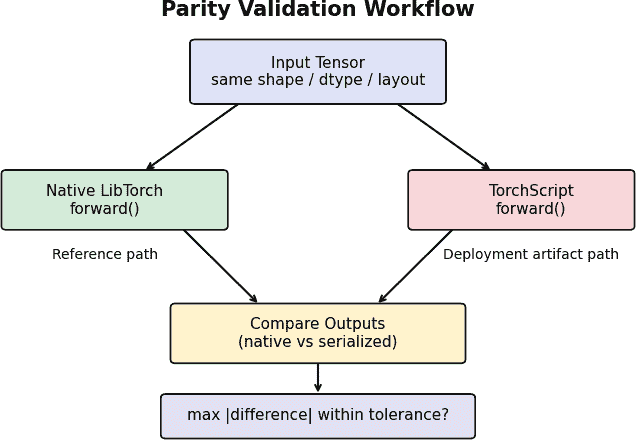 Parity Validation Workflow
Input Tensor
same shape / dtype / layout
Native LibTorch
forward()
TorchScript
forward()
Reference path
Deployment artifact path
Compare Outputs
(native vs serialized)
max |difference| within tolerance?